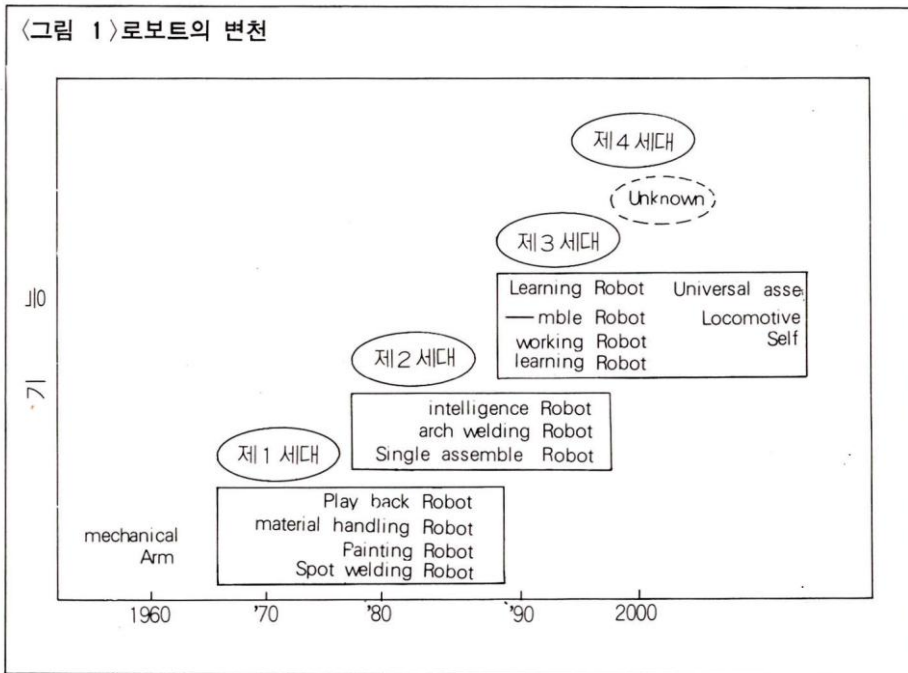 〈그림 1〉로보트의 변천
제4세대
Unknown
제3세대
Learning Robot Universal asse
— mble Robot Locomotive
working Robot Self
learning Robot
제2세대
intelligence Robot
arch welding Robot
Single assemble Robot
제1세대
Play back Robot
material handling Robot
Painting Robot
Spot welding Robot
mechanical
Arm
기능
1960 '70 '80 '90 2000